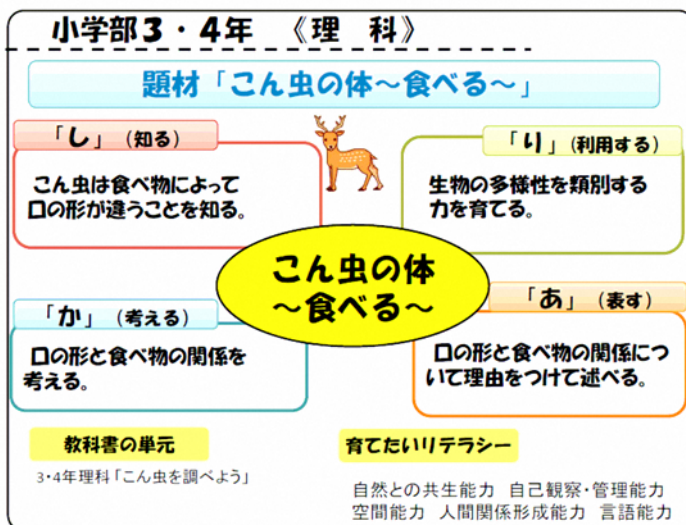 小学部3・4年 《理 科》
題材「こん虫の体～食べる～」
「し」(知る)
こん虫は食べ物によって
口の形が違うことを知る。
「り」(利用する)
生物の多様性を類別する
力を育てる。
こん虫の体
～食べる～
「か」(考える)
口の形と食べ物の関係を
考える。
「あ」(表す)
口の形と食べ物の関係につ
いて理由をつけて述べる。
教科書の単元
3・4年理科「こん虫を調べよう」
育てたいリテラシー
自然との共生能力 自己観察・管理能力
空間能力 人間関係形成能力 言語能力